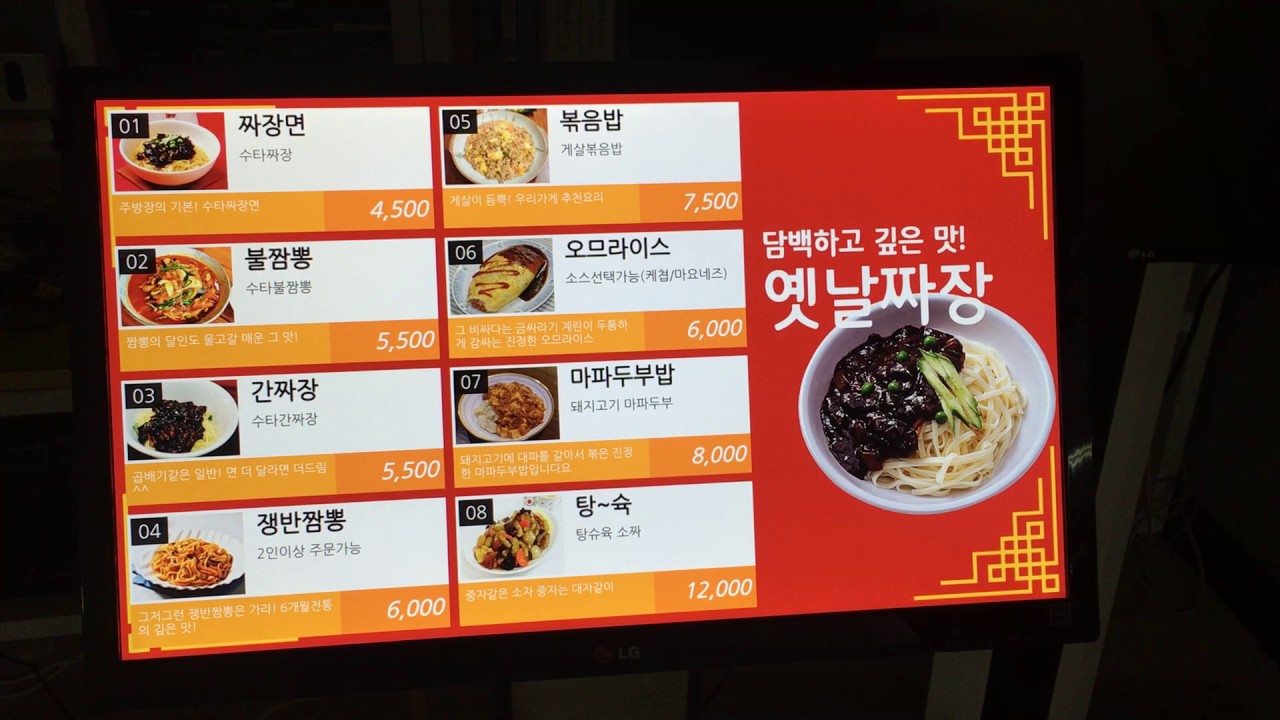 01
짜장면
수타짜장
주방장의 기본! 수타짜장면
4,500
02
불짬뽕
수타불짬뽕
짬뽕의 달인도 울고갈 매운 그 맛!
5,500
03
간짜장
수타간짜장
곱배기같은 일반! 면 더 달라면 더드림
^^
5,500
04
쟁반짬뽕
2인이상 주문가능
그저그런 쟁반짬뽕은 가라! 6개월전통
의 깊은 맛!
6,000
05
볶음밥
게살볶음밥
게살이 듬뿍! 우리가게 추천요리
7,500
06
오므라이스
소스선택가능(케첩/마요네즈)
그 비싸다는 금싸라기 계란이 두툼하
게 감싸는 진정한 오므라이스
6,000
07
마파두부밥
돼지고기 마파두부
돼지고기에 대파를 갈아서 볶은 진정
한 마파두부밥입니다요
8,000
08
탕~슉
탕슈육 소짜
중자같은 소자 중자는 대자같이
12,000
담백하고 깊은 맛!
옛날짜장
LG
LG